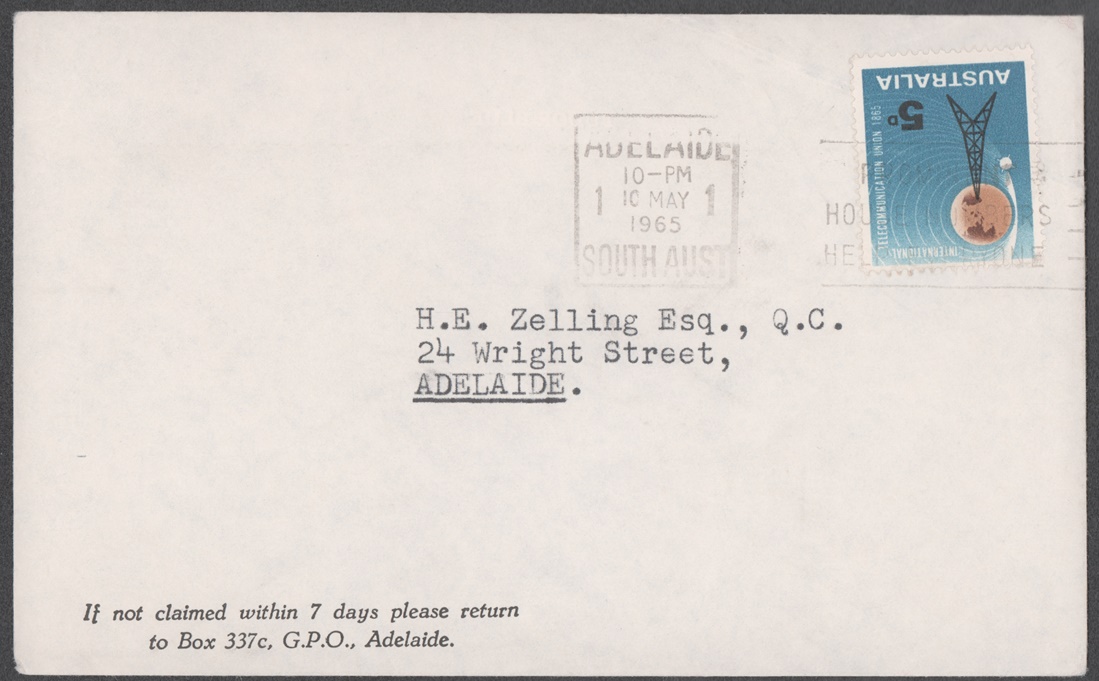 AUSTRALIA
5D
INTERNATIONAL TELECOMMUNICATION UNION 1865
ADELAIDE
10-PM
1 10 MAY 1
1965
SOUTH AUST
H.E. Zelling Esq., Q.C.
24 Wright Street,
ADELAIDE.
If not claimed within 7 days please return
to Box 337c, G.P.O., Adelaide.